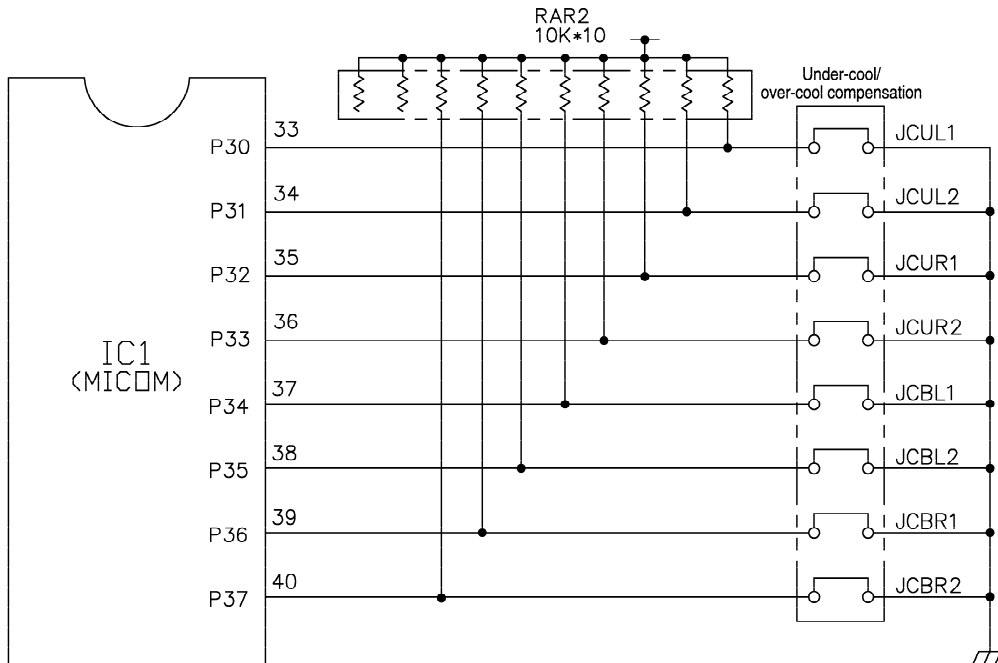 RAR2
10K*10
Under-cool/
over-cool compensation
P30 33 JCUL1
P31 34 JCUL2
P32 35 JCUR1
P33 36 JCUR2
IC1
(MICOM)
P34 37 JCBL1
P35 38 JCBL2
P36 39 JCBR1
P37 40 JCBR2